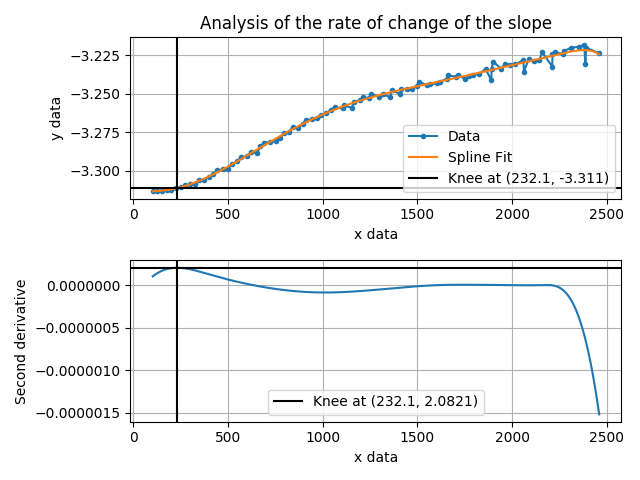 Analysis of the rate of change of the slope
−3.225
−3.250
−3.275
−3.300
y data
Data
Spline Fit
Knee at (232.1, -3.311)
0
500
1000
1500
2000
2500
x data
0.0000000
−0.0000005
−0.0000010
−0.0000015
Second derivative
Knee at (232.1, 2.0821)
0
500
1000
1500
2000
2500
x data